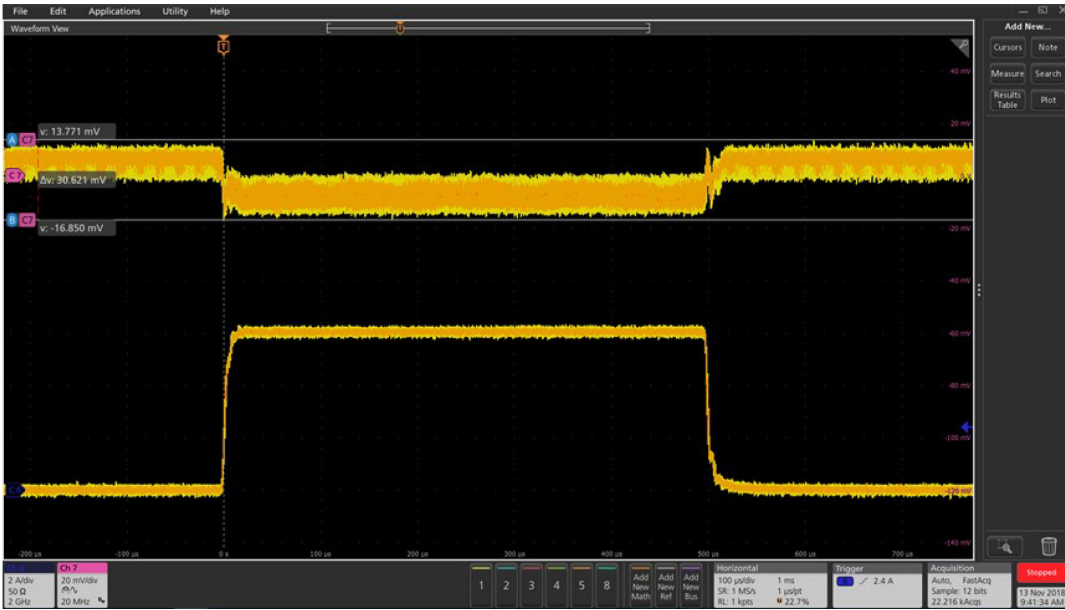 File Edit Applications Utility Help
Waveform View
Add New...
Cursors Note
Measure Search
Results Table Plot
T
U
40 mV
20 mV
A C7 v: 13.771 mV
C7 Δv: 30.621 mV
B C7 v: -16.850 mV
-20 mV
-40 mV
-60 mV
-80 mV
-100 mV
-120 mV
-140 mV
-200 µs -100 µs 0 s 100 µs 200 µs 300 µs 400 µs 500 µs 600 µs 700 µs
Ch 7
2 A/div
50 Ω
2 GHz
20 mV/div
20 MHz
1 2 3 4 5 8
Add New Math
Add New Ref
Add New Bus
Horizontal
100 µs/div 1 ms
SR: 1 MS/s 1 µs/pt
RL: 1 kpts 22.7%
Trigger
2.4 A
Acquisition
Auto, FastAcq
Sample: 12 bits
22.216 kAcqs
Stopped
13 Nov 2018
9:41:34 AM